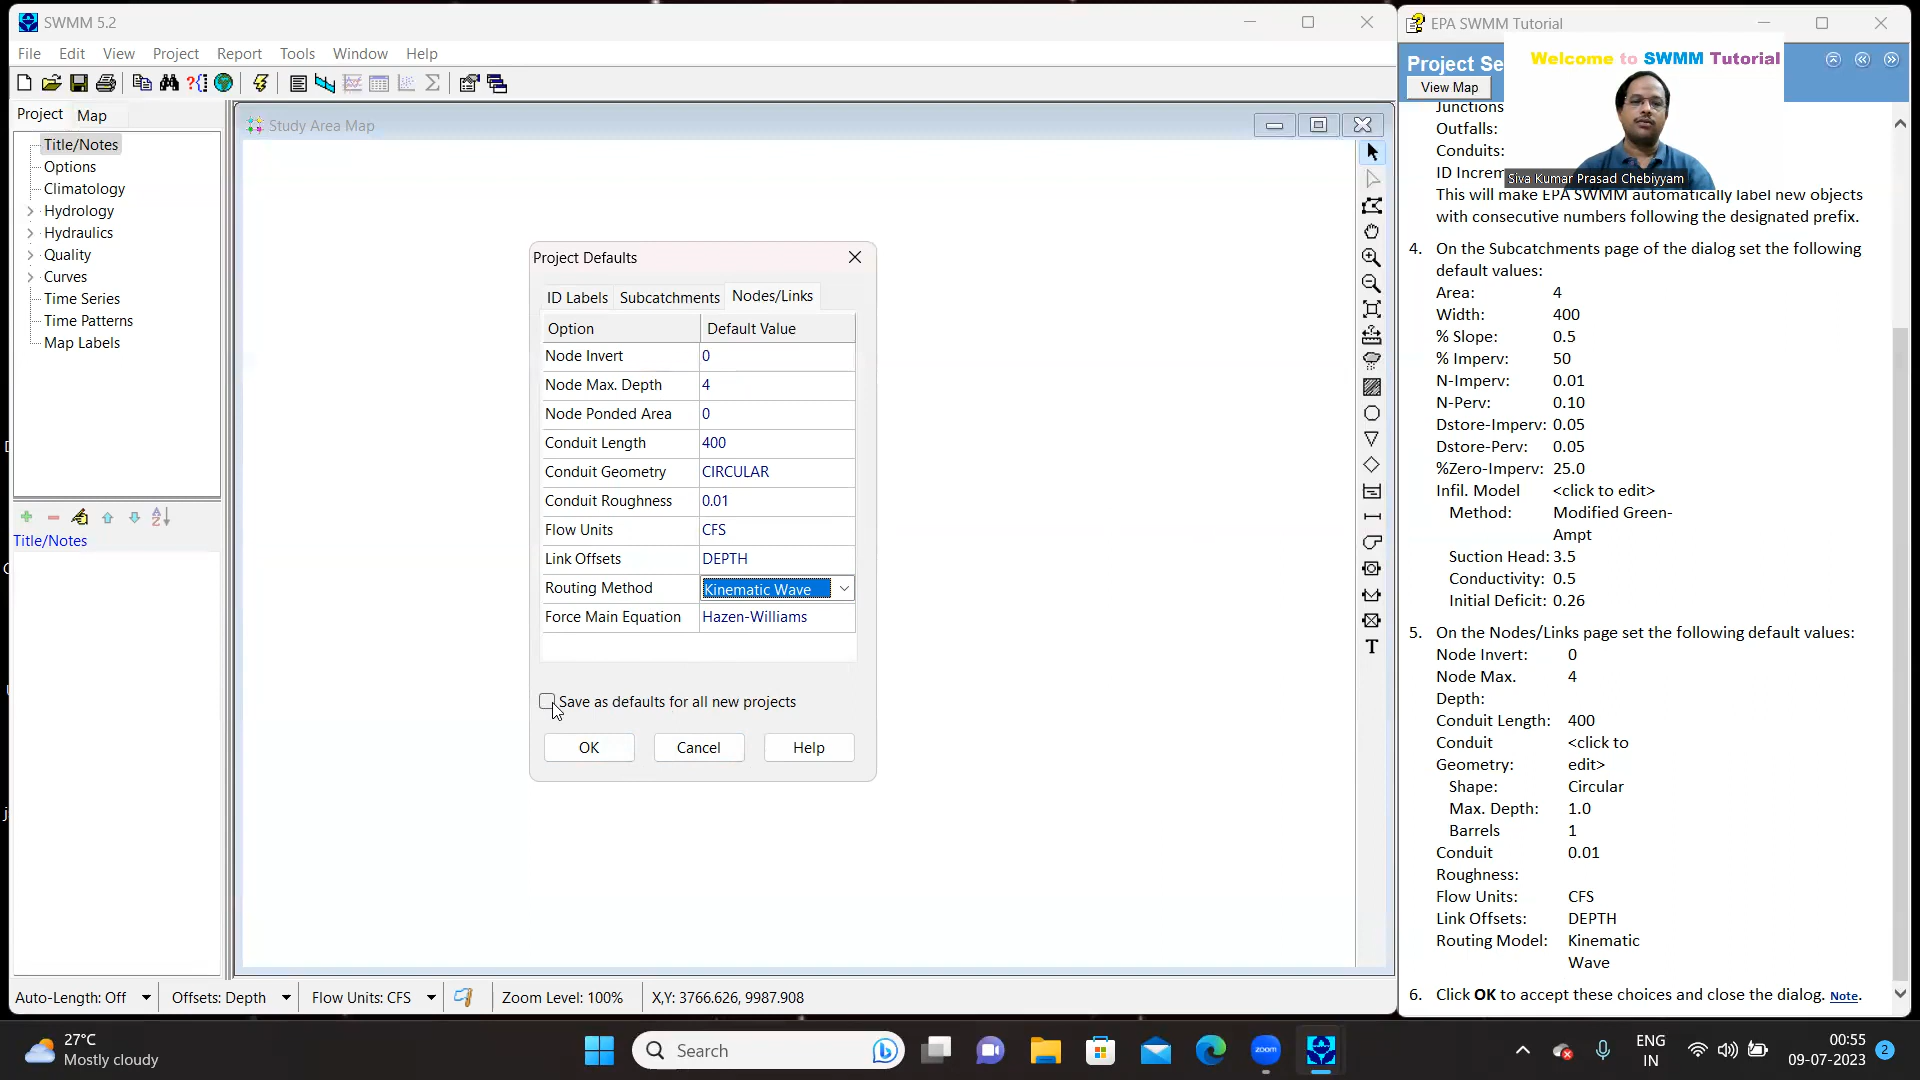 SWMM 5.2
File Edit View Project Report Tools Window Help
Project Map
Title/Notes
Options
Climatology
Hydrology
Hydraulics
Quality
Curves
Time Series
Time Patterns
Map Labels
Title/Notes
Study Area Map
Project Defaults
ID Labels Subcatchments Nodes/Links
Option Default Value
Node Invert 0
Node Max. Depth 4
Node Ponded Area 0
Conduit Length 400
Conduit Geometry CIRCULAR
Conduit Roughness 0.01
Flow Units CFS
Link Offsets DEPTH
Routing Method Kinematic Wave
Force Main Equation Hazen-Williams
Save as defaults for all new projects
OK Cancel Help
T
Auto-Length: Off Offsets: Depth Flow Units: CFS Zoom Level: 100% X,Y: 3766.626, 9987.908
EPA SWMM Tutorial
Project Se
View Map
Welcome to SWMM Tutorial
Siva Kumar Prasad Chebiyyam
Junctions
Outfalls:
Conduits:
ID Increm
This will make EPA SWMM automatically label new objects
with consecutive numbers following the designated prefix.
4. On the Subcatchments page of the dialog set the following
default values:
Area: 4
Width: 400
% Slope: 0.5
% Imperv: 50
N-Imperv: 0.01
N-Perv: 0.10
Dstore-Imperv: 0.05
Dstore-Perv: 0.05
%Zero-Imperv: 25.0
Infil. Model <click to edit>
Method: Modified Green-
Ampt
Suction Head: 3.5
Conductivity: 0.5
Initial Deficit: 0.26
5. On the Nodes/Links page set the following default values:
Node Invert: 0
Node Max. 4
Depth:
Conduit Length: 400
Conduit <click to
Geometry: edit>
Shape: Circular
Max. Depth: 1.0
Barrels 1
Conduit 0.01
Roughness:
Flow Units: CFS
Link Offsets: DEPTH
Routing Model: Kinematic
Wave
6. Click OK to accept these choices and close the dialog. Note.
27°C
Mostly cloudy
Search
zoom
ENG
IN
00:55
09-07-2023
2